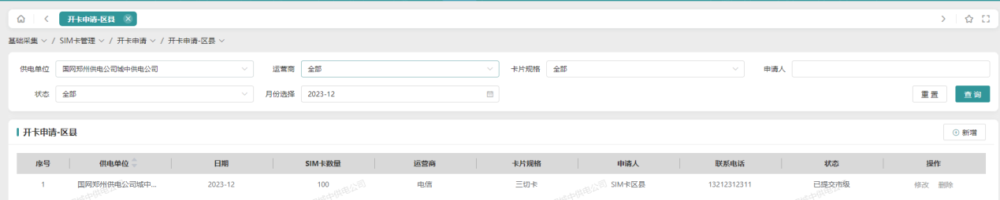 开卡申请-区县
基础采集 / SIM卡管理 / 开卡申请 / 开卡申请-区县
供电单位 国网郑州供电公司城中供电公司 运营商 全部 卡片规格 全部 申请人
状态 全部 月份选择 2023-12 重置 查询
开卡申请-区县 新增
序号 供电单位 日期 SIM卡数量 运营商 卡片规格 申请人 联系电话 状态 操作
1 国网郑州供电公司城中... 2023-12 100 电信 三切卡 SIM卡区县 13212312311 已提交市级 修改 删除